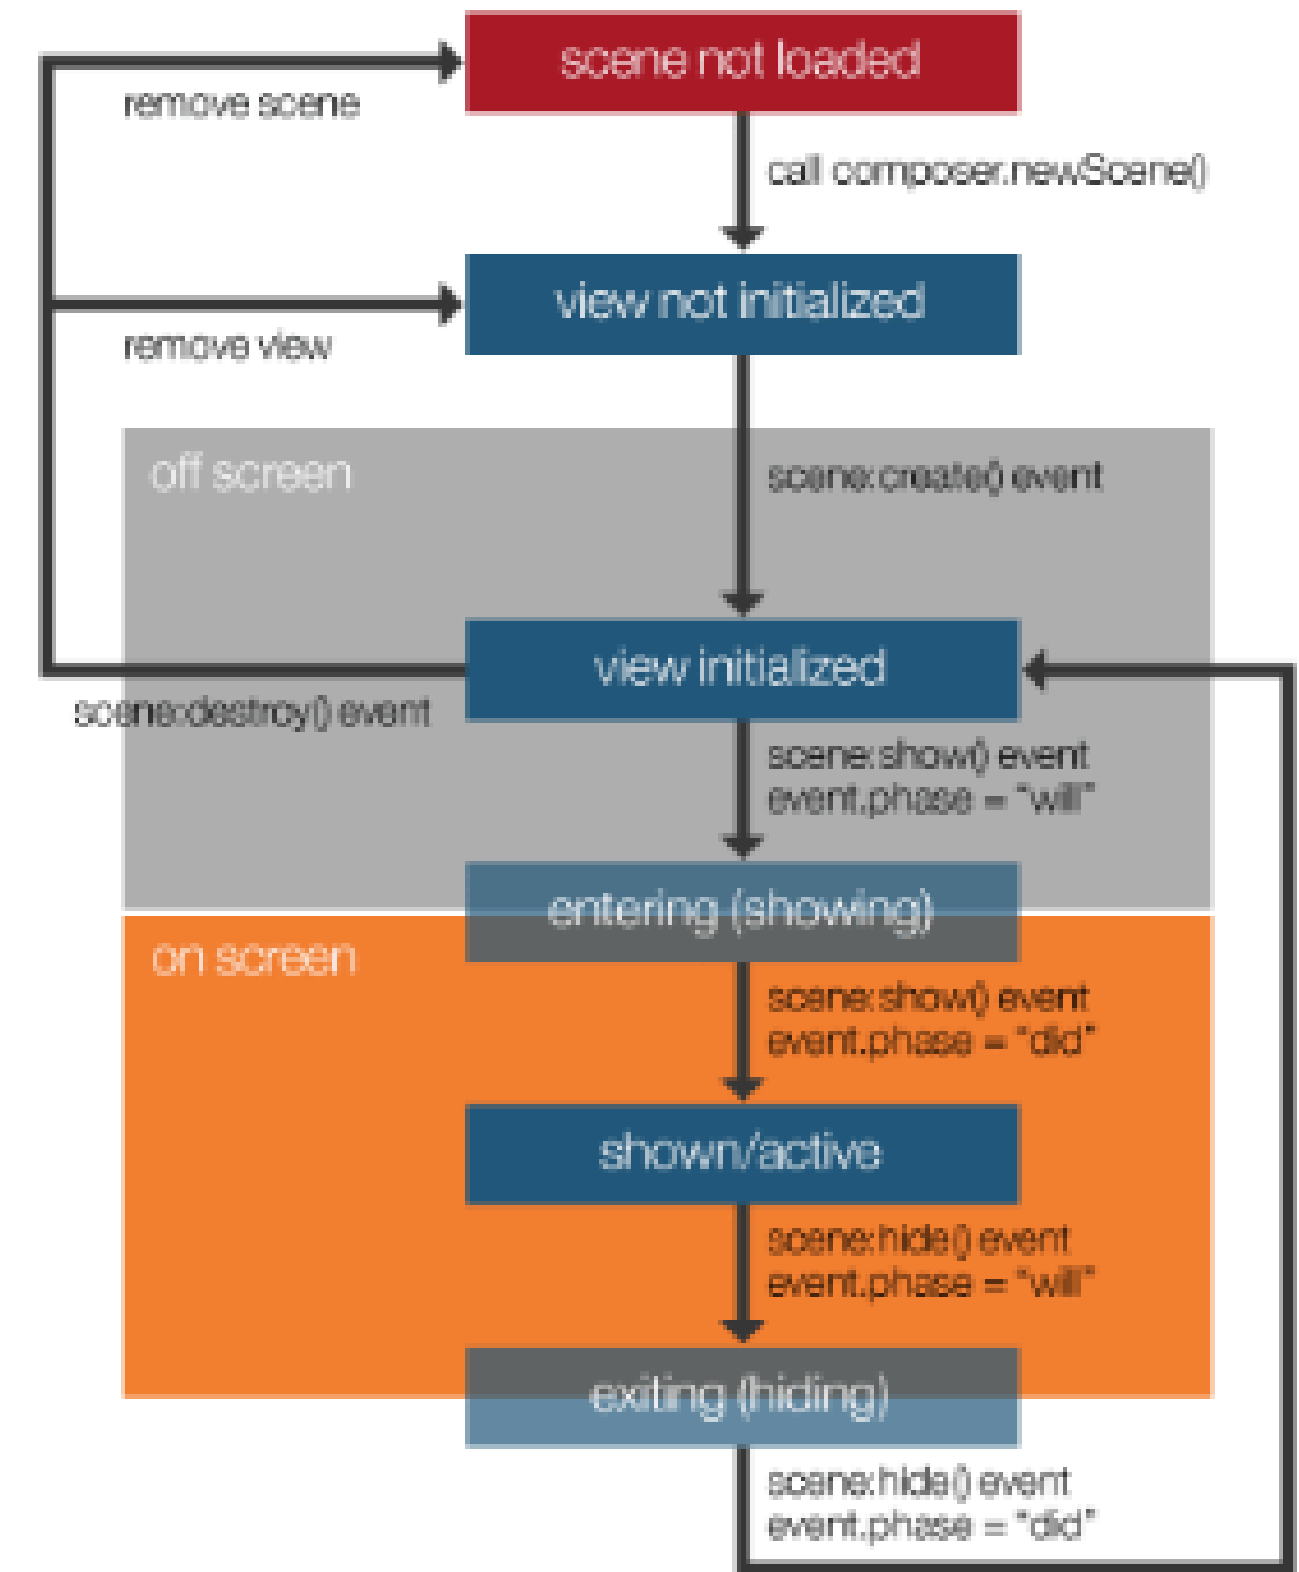 scene not loaded
remove scene
call composer.newScene()
view not initialized
remove view
off screen
scene:create() event
view initialized
scene:destroy() event
scene:show() event
event.phase = "will"
entering (showing)
on screen
scene:show() event
event.phase = "did"
shown/active
scene:hide() event
event.phase = "will"
exiting (hiding)
scene:hide() event
event.phase = "did"